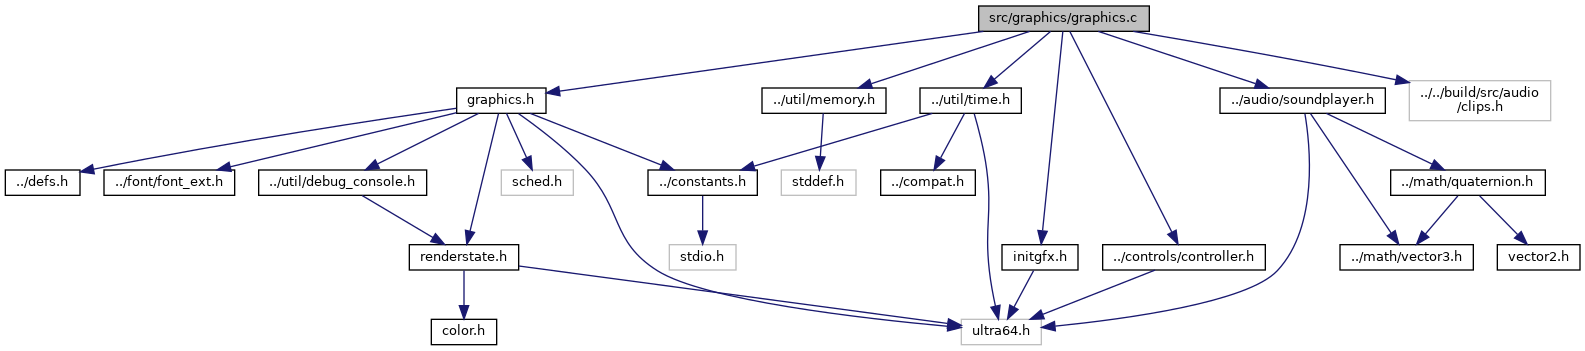 src/graphics/graphics.c
graphics.h
../util/memory.h
../util/time.h
../audio/soundplayer.h
../../build/src/audio
/clips.h
../defs.h
../font/font_ext.h
../util/debug_console.h
sched.h
../constants.h
stddef.h
../compat.h
../math/quaternion.h
renderstate.h
stdio.h
initgfx.h
../controls/controller.h
../math/vector3.h
vector2.h
color.h
ultra64.h